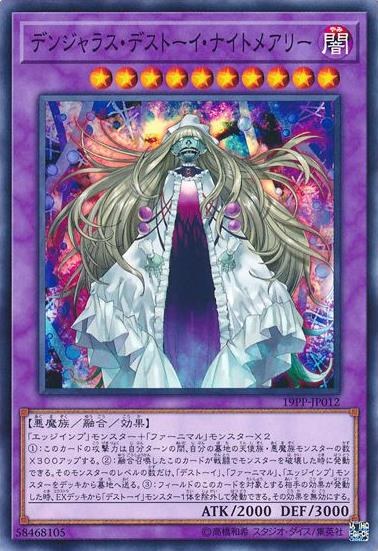 デンジャラス・デストーイ・ナイトメアリー
闇
19PP-JP012
【悪魔族／融合／効果】
「エッジインプ」モンスター＋「ファーニマル」モンスター×２
①：このカードの攻撃力は自分ターンの間、自分の墓地の天使族・悪魔族モンスターの数
×３００アップする。②：融合召喚したこのカードが戦闘でモンスターを破壊した時に発動
できる。そのモンスターのレベルの数だけ、「デストーイ」、「ファーニマル」、「エッジインプ」モンスターを
デッキから墓地へ送る。③：フィールドのこのカードを対象とする相手の効果が発動
した時、EXデッキから「デストーイ」モンスター１体を除外して発動できる。その効果を無効にする。
ATK/2000 DEF/3000
58468105
©高橋和希 スタジオ・ダイス/集英社